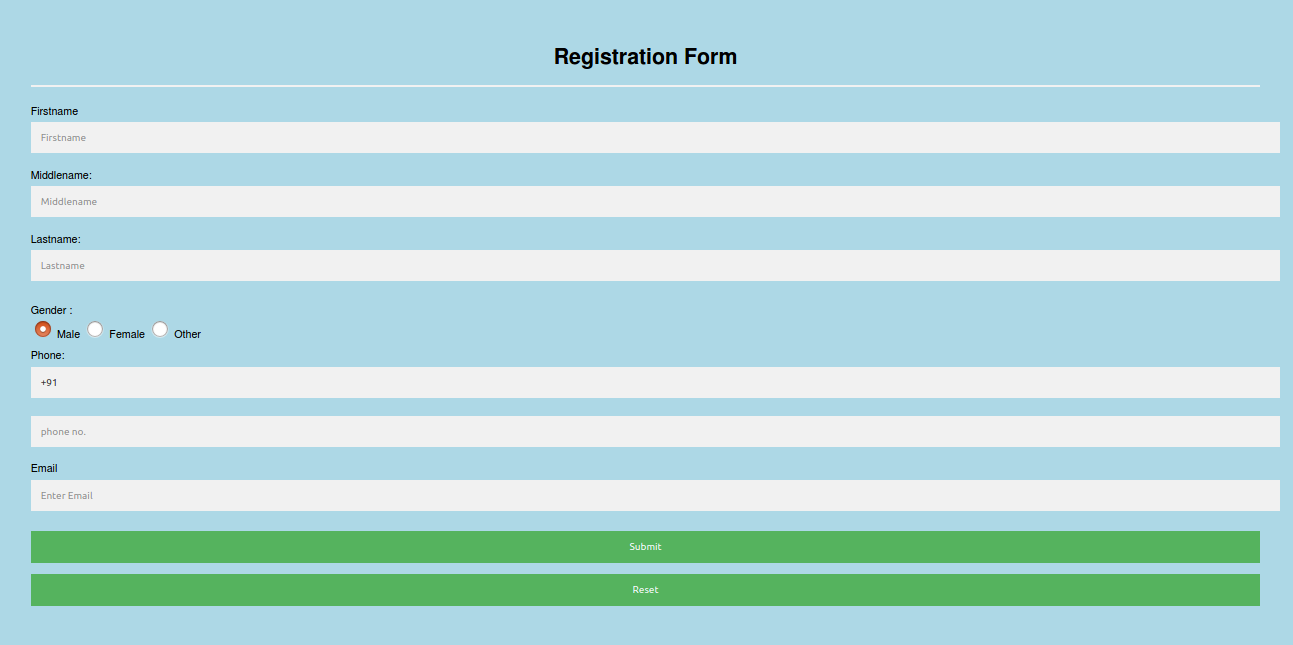 Registration Form
Firstname
Firstname
Middlename:
Middlename
Lastname:
Lastname
Gender :
Male Female Other
Phone:
+91
phone no.
Email
Enter Email
Submit
Reset